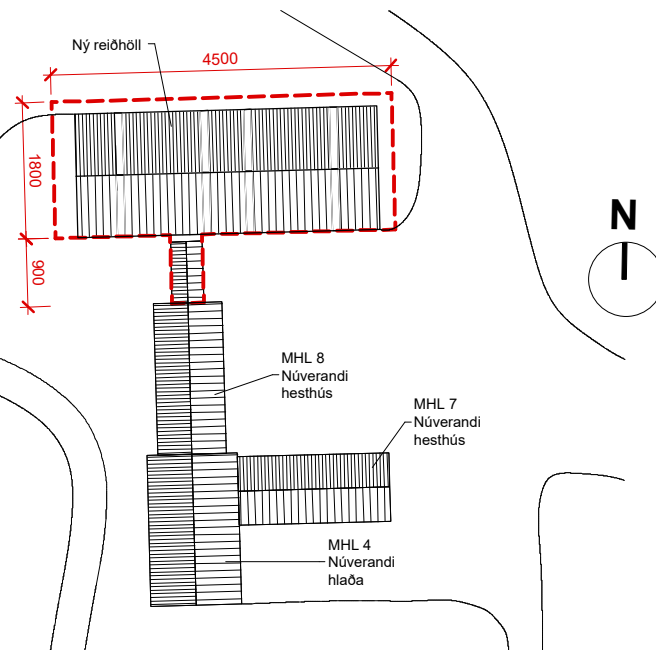 Ný reiðhöll
4500
1800
900
N
MHL 8
Núverandi
hesthús
MHL 7
Núverandi
hesthús
MHL 4
Núverandi
hlaða